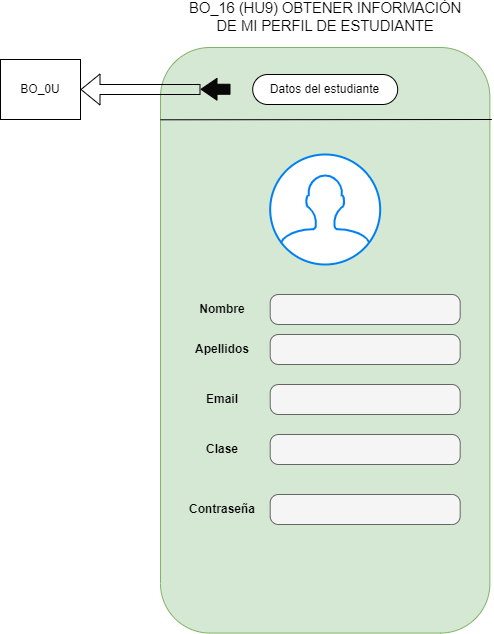 BO_16 (HU9) OBTENER INFORMACIÓN
DE MI PERFIL DE ESTUDIANTE
BO_0U
Datos del estudiante
Nombre
Apellidos
Email
Clase
Contraseña